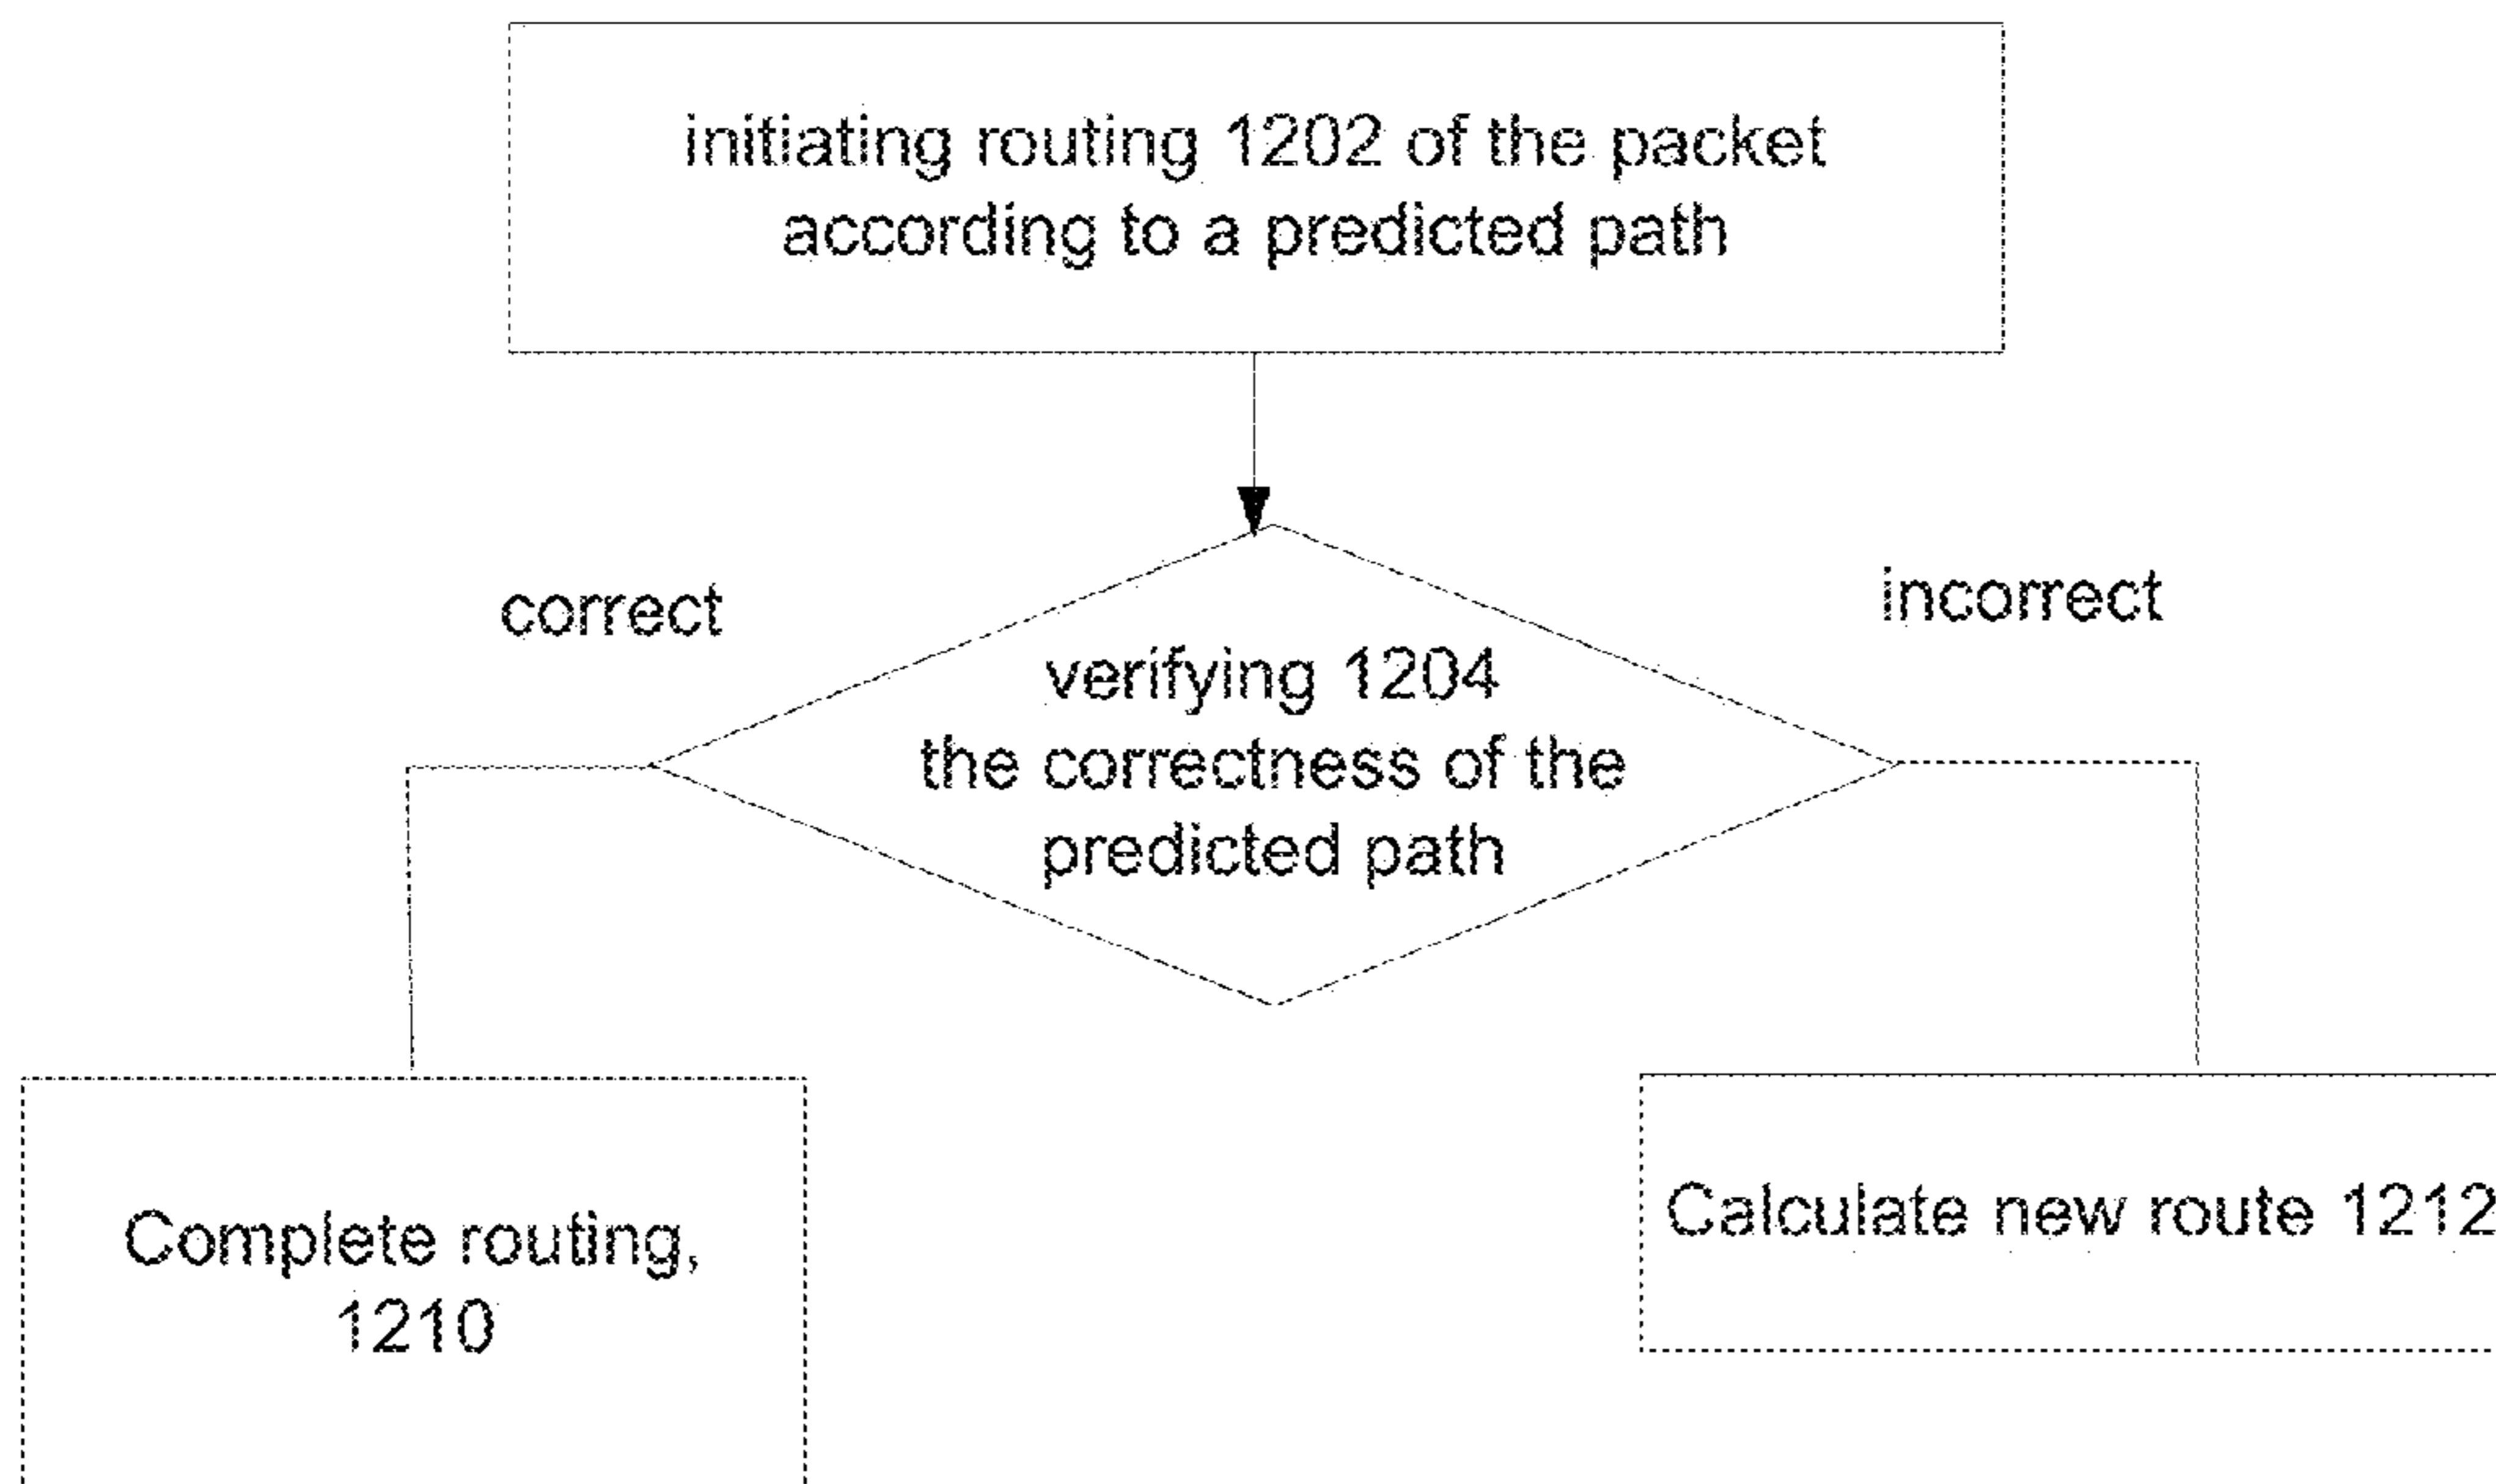 initiating routing 1202 of the packet
according to a predicted path
correct
incorrect
verifying 1204
the correctness of the
predicted path
Complete routing,
1210
Calculate new route 1212